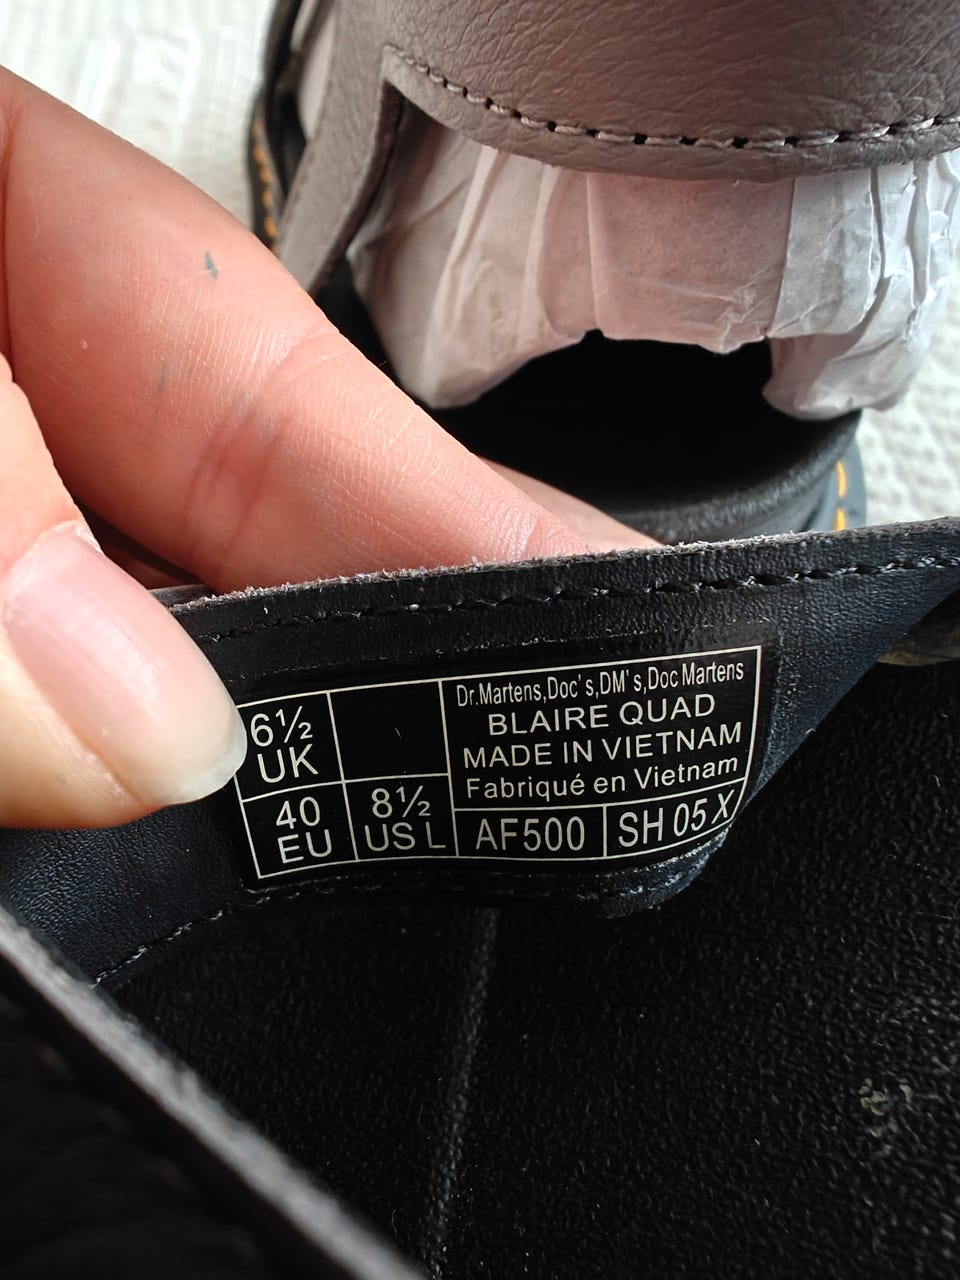 6½
UK
40
EU
8½
US L
Dr.Martens,Doc's,DM's,Doc Martens
BLAIRE QUAD
MADE IN VIETNAM
Fabriqué en Vietnam
AF500
SH 05 X